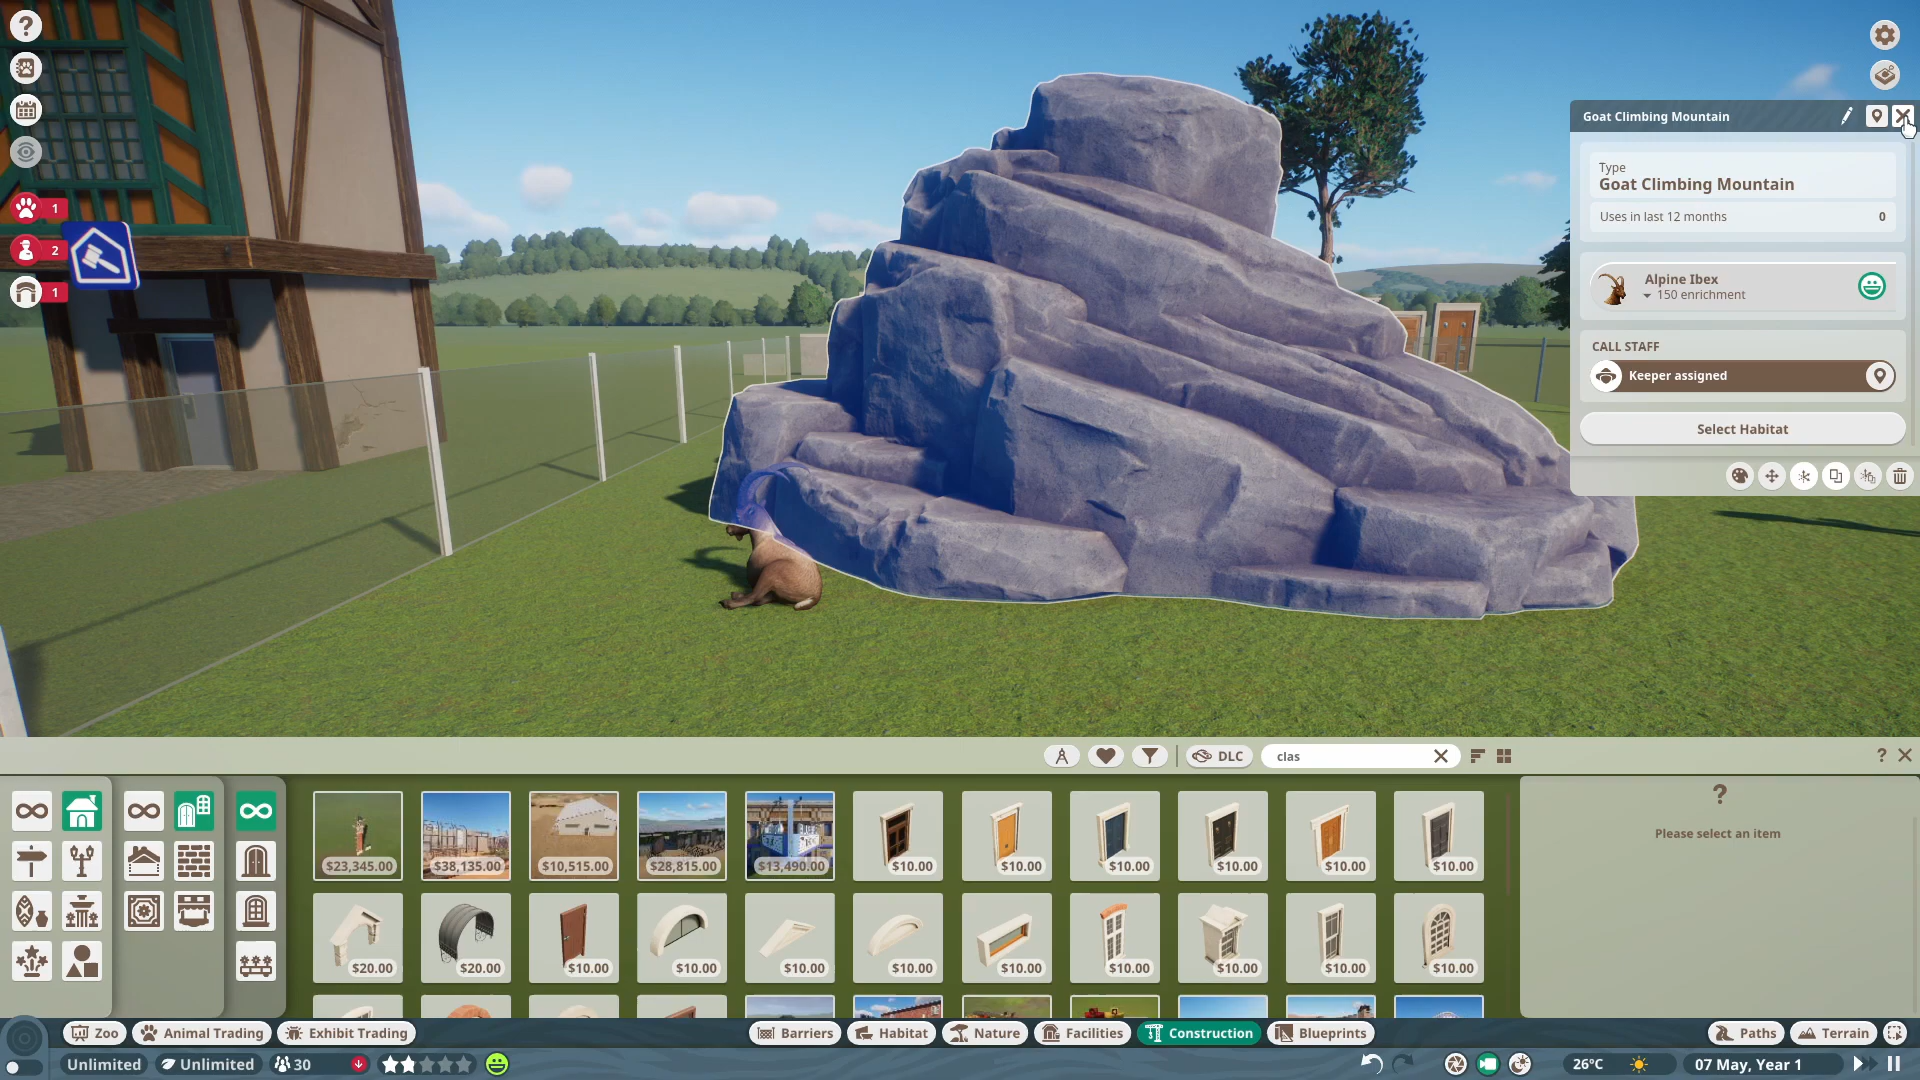 ?
1
2
1
Goat Climbing Mountain
Type
Goat Climbing Mountain
Uses in last 12 months 0
Alpine Ibex
150 enrichment
CALL STAFF
Keeper assigned
Select Habitat
DLC
clas
?
$23,345.00 $38,135.00 $10,515.00 $28,815.00 $13,490.00 $10.00 $10.00 $10.00 $10.00 $10.00 $10.00
$20.00 $20.00 $10.00 $10.00 $10.00 $10.00 $10.00 $10.00 $10.00 $10.00 $10.00
?
Please select an item
Zoo Animal Trading Exhibit Trading Barriers Habitat Nature Facilities Construction Blueprints Paths Terrain
Unlimited Unlimited 30 26°C 07 May, Year 1